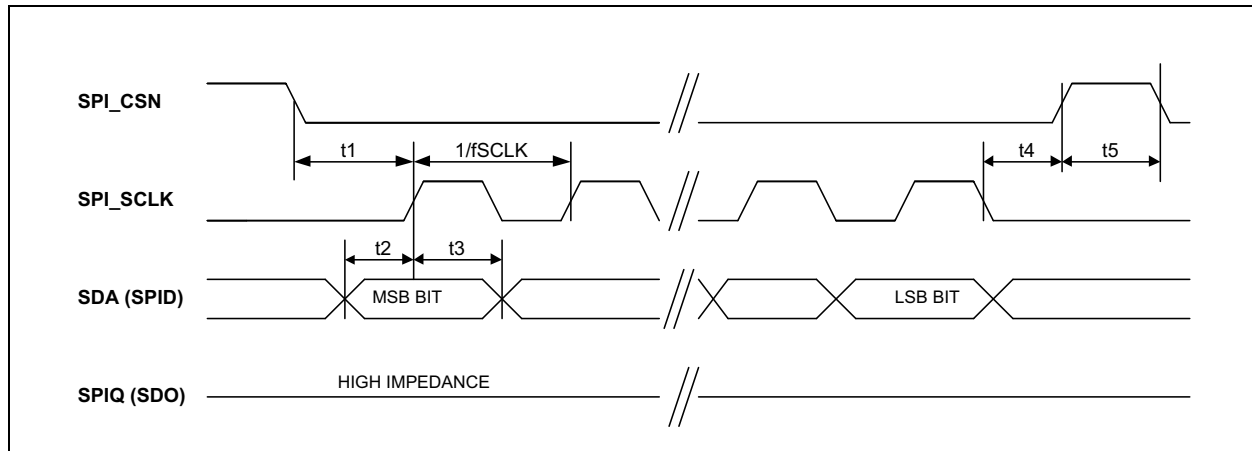 SPI_CSN
t1
1/fSCLK
t4
t5
SPI_SCLK
t2
t3
SDA (SPID)
MSB BIT
LSB BIT
HIGH IMPEDANCE
SPIQ (SDO)